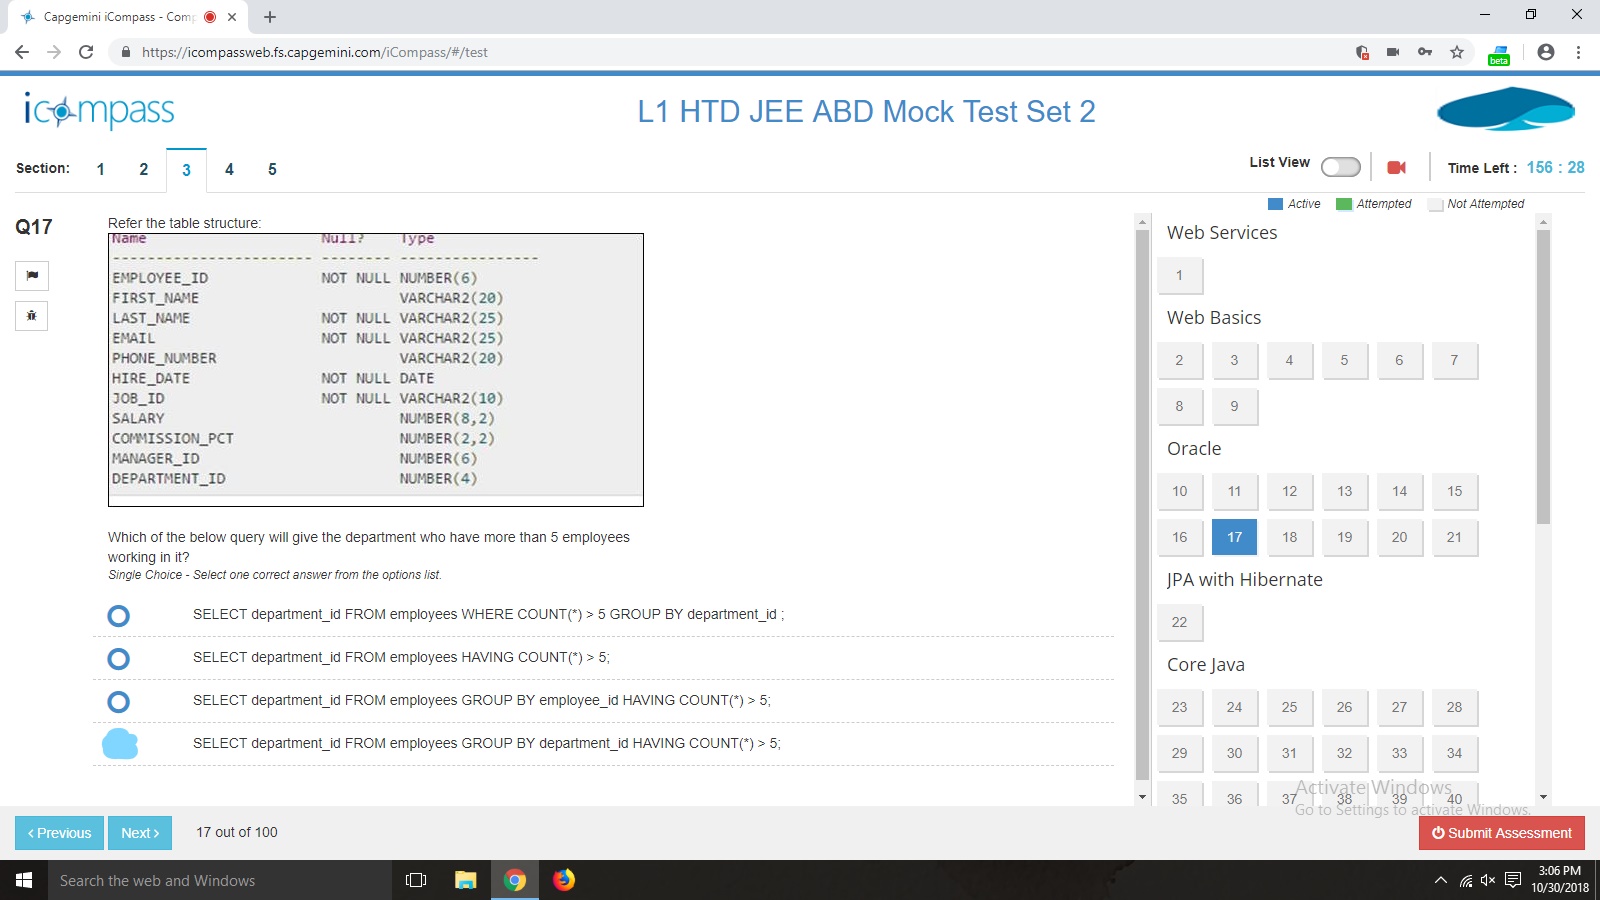 Capgemini iCompass - Com
https://icompassweb.fs.capgemini.com/iCompass/#/test
beta
icompass
L1 HTD JEE ABD Mock Test Set 2
Section: 1 2 3 4 5
List View
Time Left : 156 : 28
Active Attempted Not Attempted
Q17
Refer the table structure:
Name Null? Type
------------------------ -------- ----------------
EMPLOYEE_ID NOT NULL NUMBER(6)
FIRST_NAME VARCHAR2(20)
LAST_NAME NOT NULL VARCHAR2(25)
EMAIL NOT NULL VARCHAR2(25)
PHONE_NUMBER VARCHAR2(20)
HIRE_DATE NOT NULL DATE
JOB_ID NOT NULL VARCHAR2(10)
SALARY NUMBER(8,2)
COMMISSION_PCT NUMBER(2,2)
MANAGER_ID NUMBER(6)
DEPARTMENT_ID NUMBER(4)
Which of the below query will give the department who have more than 5 employees
working in it?
Single Choice - Select one correct answer from the options list.
SELECT department_id FROM employees WHERE COUNT(*) > 5 GROUP BY department_id ;
SELECT department_id FROM employees HAVING COUNT(*) > 5;
SELECT department_id FROM employees GROUP BY employee_id HAVING COUNT(*) > 5;
SELECT department_id FROM employees GROUP BY department_id HAVING COUNT(*) > 5;
Web Services
1
Web Basics
2 3 4 5 6 7
8 9
Oracle
10 11 12 13 14 15
16 17 18 19 20 21
JPA with Hibernate
22
Core Java
23 24 25 26 27 28
29 30 31 32 33 34
35 36 37 38 39 40
Activate Windows
Go to Settings to activate Windows.
‹ Previous Next › 17 out of 100
Submit Assessment
Search the web and Windows
3:06 PM
10/30/2018